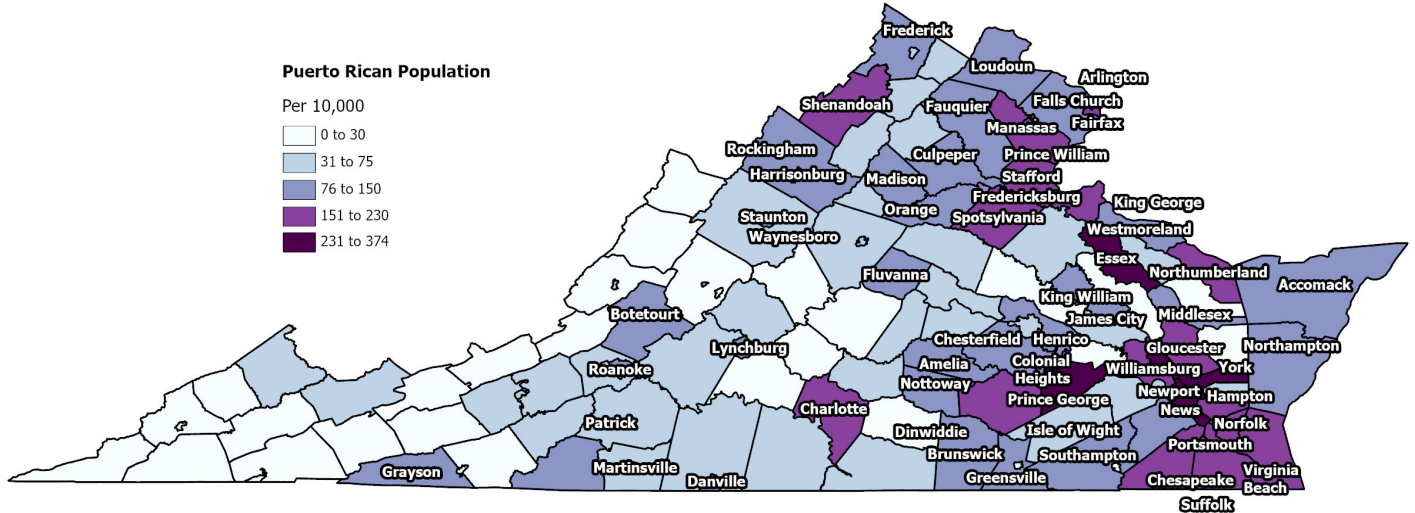 Puerto Rican Population
Per 10,000
0 to 30
31 to 75
76 to 150
151 to 230
231 to 374
Frederick
Loudoun
Arlington
Shenandoah
Fauquier
Falls Church
Fairfax
Manassas
Rockingham
Culpeper
Prince William
Harrisonburg
Madison
Stafford
Fredericksburg
King George
Orange
Spotsylvania
Staunton
Westmoreland
Waynesboro
Essex
Northumberland
Fluvanna
Accomack
King William
Botetourt
James City
Middlesex
Chesterfield
Henrico
Northampton
Lynchburg
Gloucester
Colonial
Heights
Amelia
Roanoke
Williamsburg
York
Nottoway
Newport
News
Hampton
Prince George
Charlotte
Patrick
Norfolk
Dinwiddie
Isle of Wight
Portsmouth
Brunswick
Southampton
Martinsville
Grayson
Virginia
Beach
Greensville
Chesapeake
Danville
Suffolk